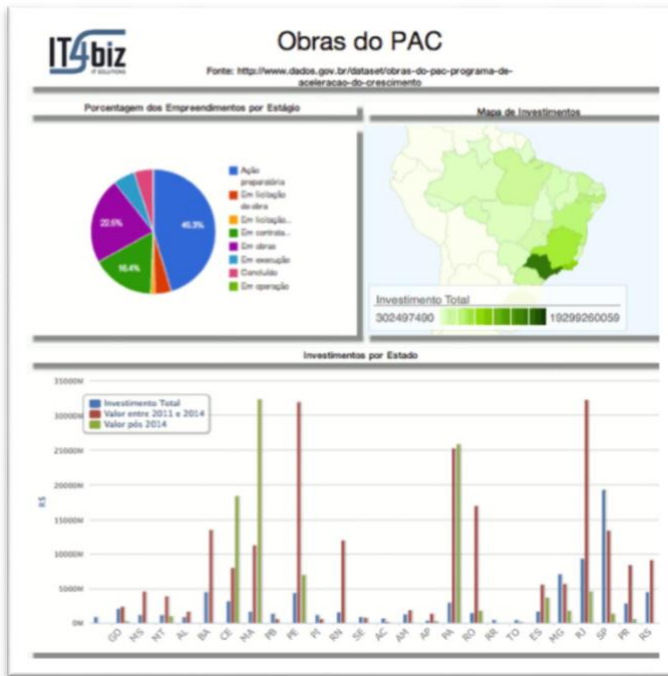 IT4biz
IT SOLUTIONS
Obras do PAC
Fonte: http://www.dados.gov.br/dataset/obras-do-pac-programa-de-
aceleracao-do-crescimento
Porcentagem dos Empreendimentos por Estágio
45.3%
16.4%
Ação
preparatória
Em licitação
de obra
Em licitação...
Em contrata...
Em obras
Em execução
Concluído
Em operação
Mapa de Investimentos
Investimento Total
302497490
19299260059
Investimentos por Estado
35000M
30000M
25000M
20000M
15000M
10000M
5000M
0M
R$
Investimento Total
Valor entre 2011 e 2014
Valor pós 2014
GO
MS
MT
AL
BA
CE
MA
PB
PE
PI
RN
SE
AC
AM
AP
PA
RO
RR
TO
ES
MG
RJ
SP
PR
RS